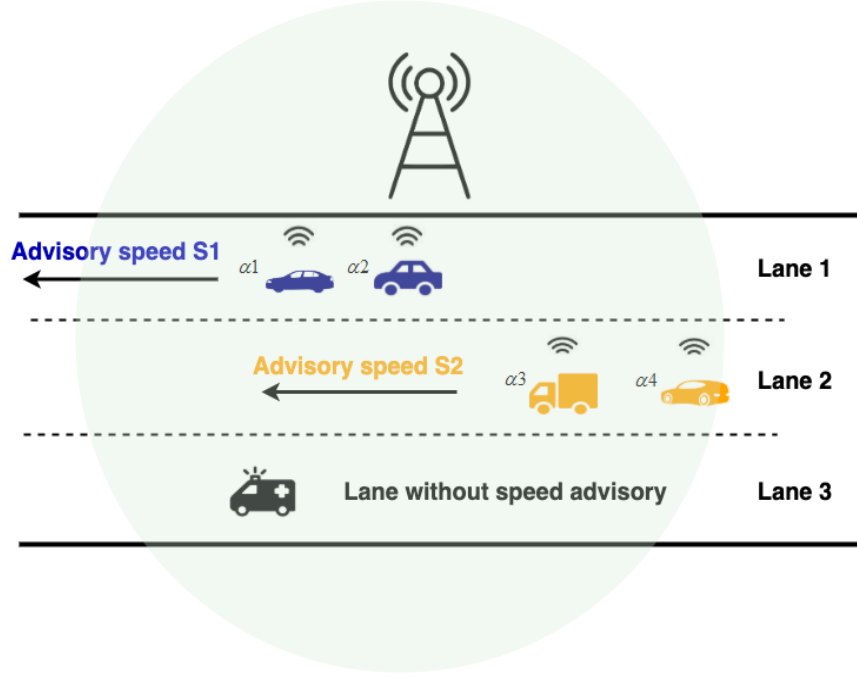 Advisory speed S1
α1
α2
Lane 1
Advisory speed S2
α3
α4
Lane 2
Lane without speed advisory
Lane 3